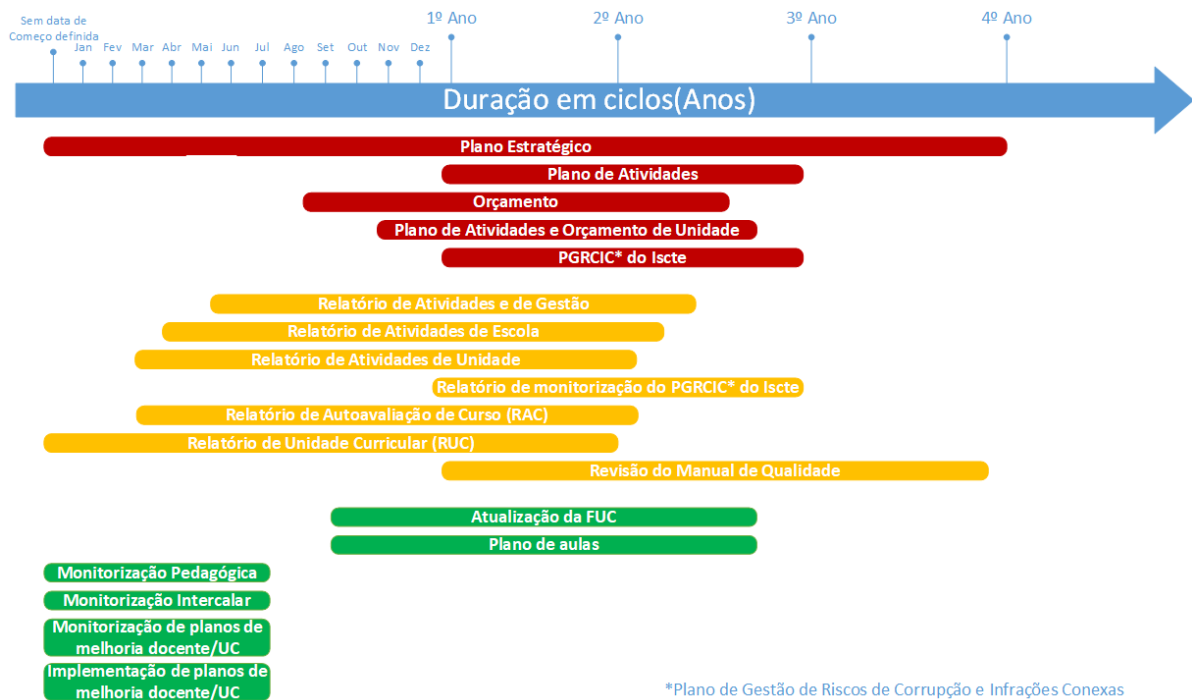 Sem data de
Começo definida
Jan Fev Mar Abr Mai Jun Jul Ago Set Out Nov Dez
1º Ano 2º Ano 3º Ano 4º Ano
Duração em ciclos(Anos)
Plano Estratégico
Plano de Atividades
Orçamento
Plano de Atividades e Orçamento de Unidade
PGRCIC* do Iscte
Relatório de Atividades e de Gestão
Relatório de Atividades de Escola
Relatório de Atividades de Unidade
Relatório de monitorização do PGRCIC* do Iscte
Relatório de Autoavaliação de Curso (RAC)
Relatório de Unidade Curricular (RUC)
Revisão do Manual de Qualidade
Atualização da FUC
Plano de aulas
Monitorização Pedagógica
Monitorização Intercalar
Monitorização de planos de
melhoria docente/UC
Implementação de planos de
melhoria docente/UC
*Plano de Gestão de Riscos de Corrupção e Infrações Conexas